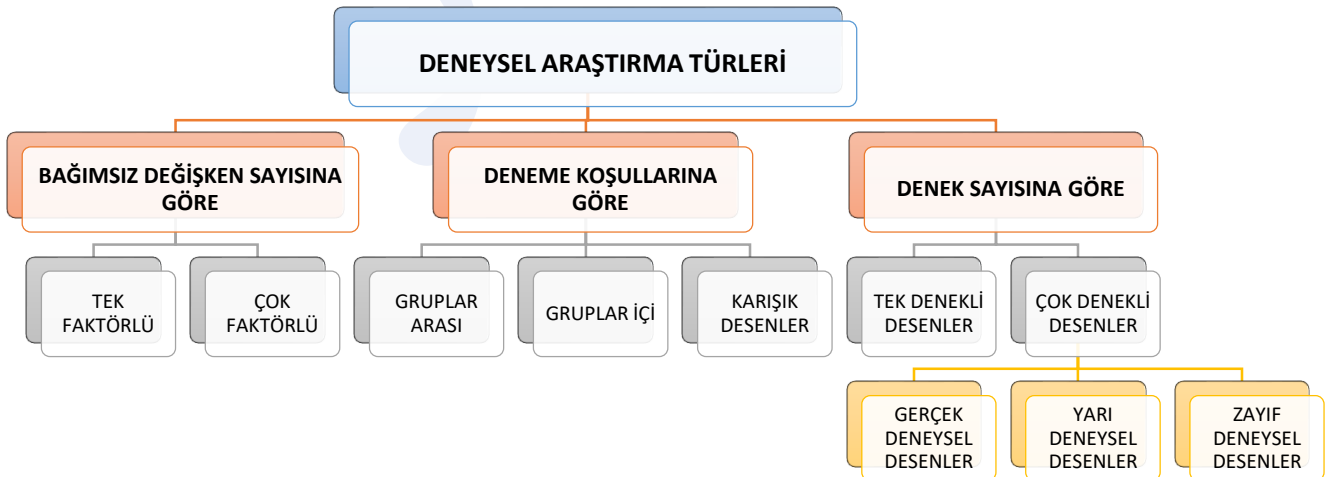 DENEYSEL ARAŞTIRMA TÜRLERİ
BAĞIMSIZ DEĞİŞKEN SAYISINA
GÖRE
DENEME KOŞULLARINA
GÖRE
DENEK SAYISINA GÖRE
TEK
FAKTÖRLÜ
ÇOK
FAKTÖRLÜ
GRUPLAR
ARASI
GRUPLAR İÇİ
KARIŞIK
DESENLER
TEK DENEKLİ
DESENLER
ÇOK DENEKLİ
DESENLER
GERÇEK
DENEYSEL
DESENLER
YARI
DENEYSEL
DESENLER
ZAYIF
DENEYSEL
DESENLER